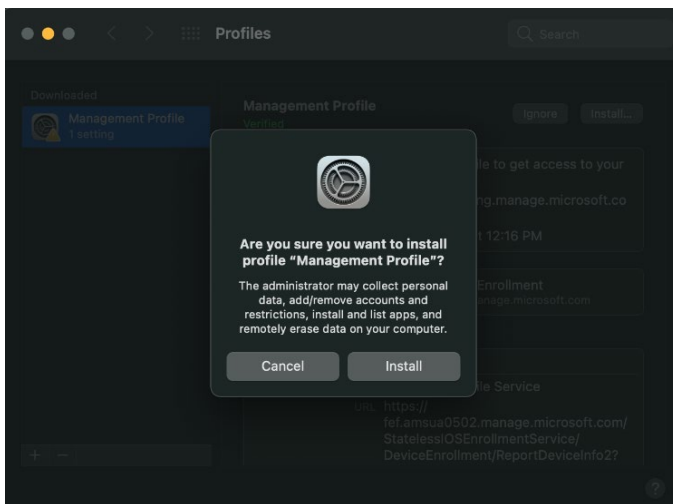 Profiles
Search
Downloaded
Management Profile
1 setting
Management Profile
Verified
Ignore
Install...
Are you sure you want to install
profile “Management Profile”?
The administrator may collect personal
data, add/remove accounts and
restrictions, install and list apps, and
remotely erase data on your computer.
Cancel
Install
le to get access to your
ng.manage.microsoft.co
12:16 PM
Enrollment
anage.microsoft.com
file Service
URL https://
fef.amsua0502.manage.microsoft.com/
StatelessIOSEnrollmentService/
DeviceEnrollment/ReportDeviceInfo2?
+ −
?